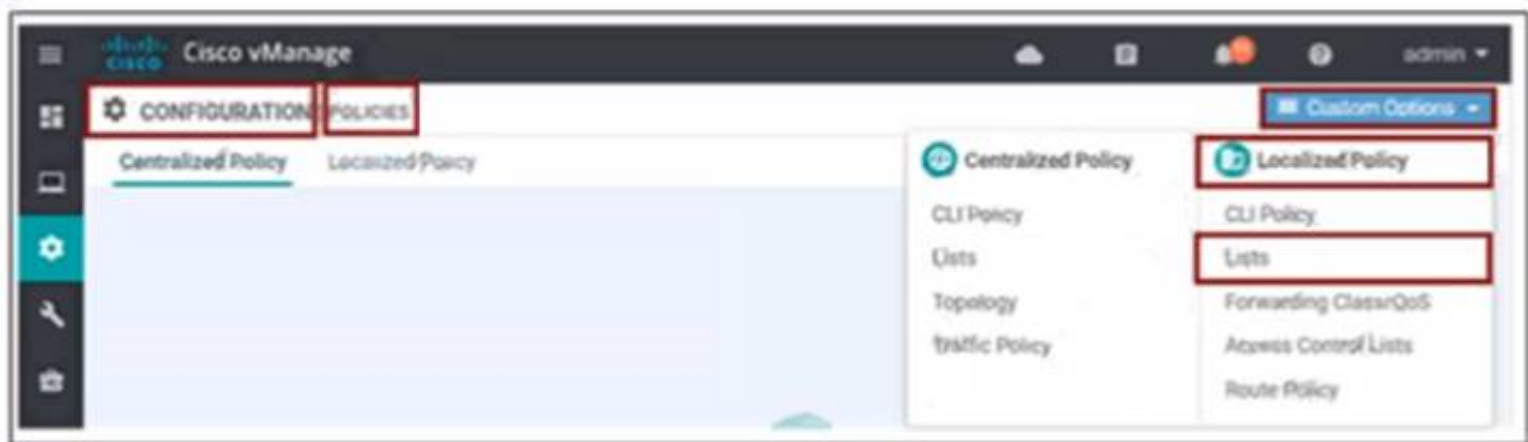 cisco Cisco vManage admin
CONFIGURATION POLICIES Custom Options
Centralized Policy Localized Policy
Centralized Policy
CLI Policy
Lists
Topology
Traffic Policy
Localized Policy
CLI Policy
Lists
Forwarding Class/QoS
Access Control Lists
Route Policy